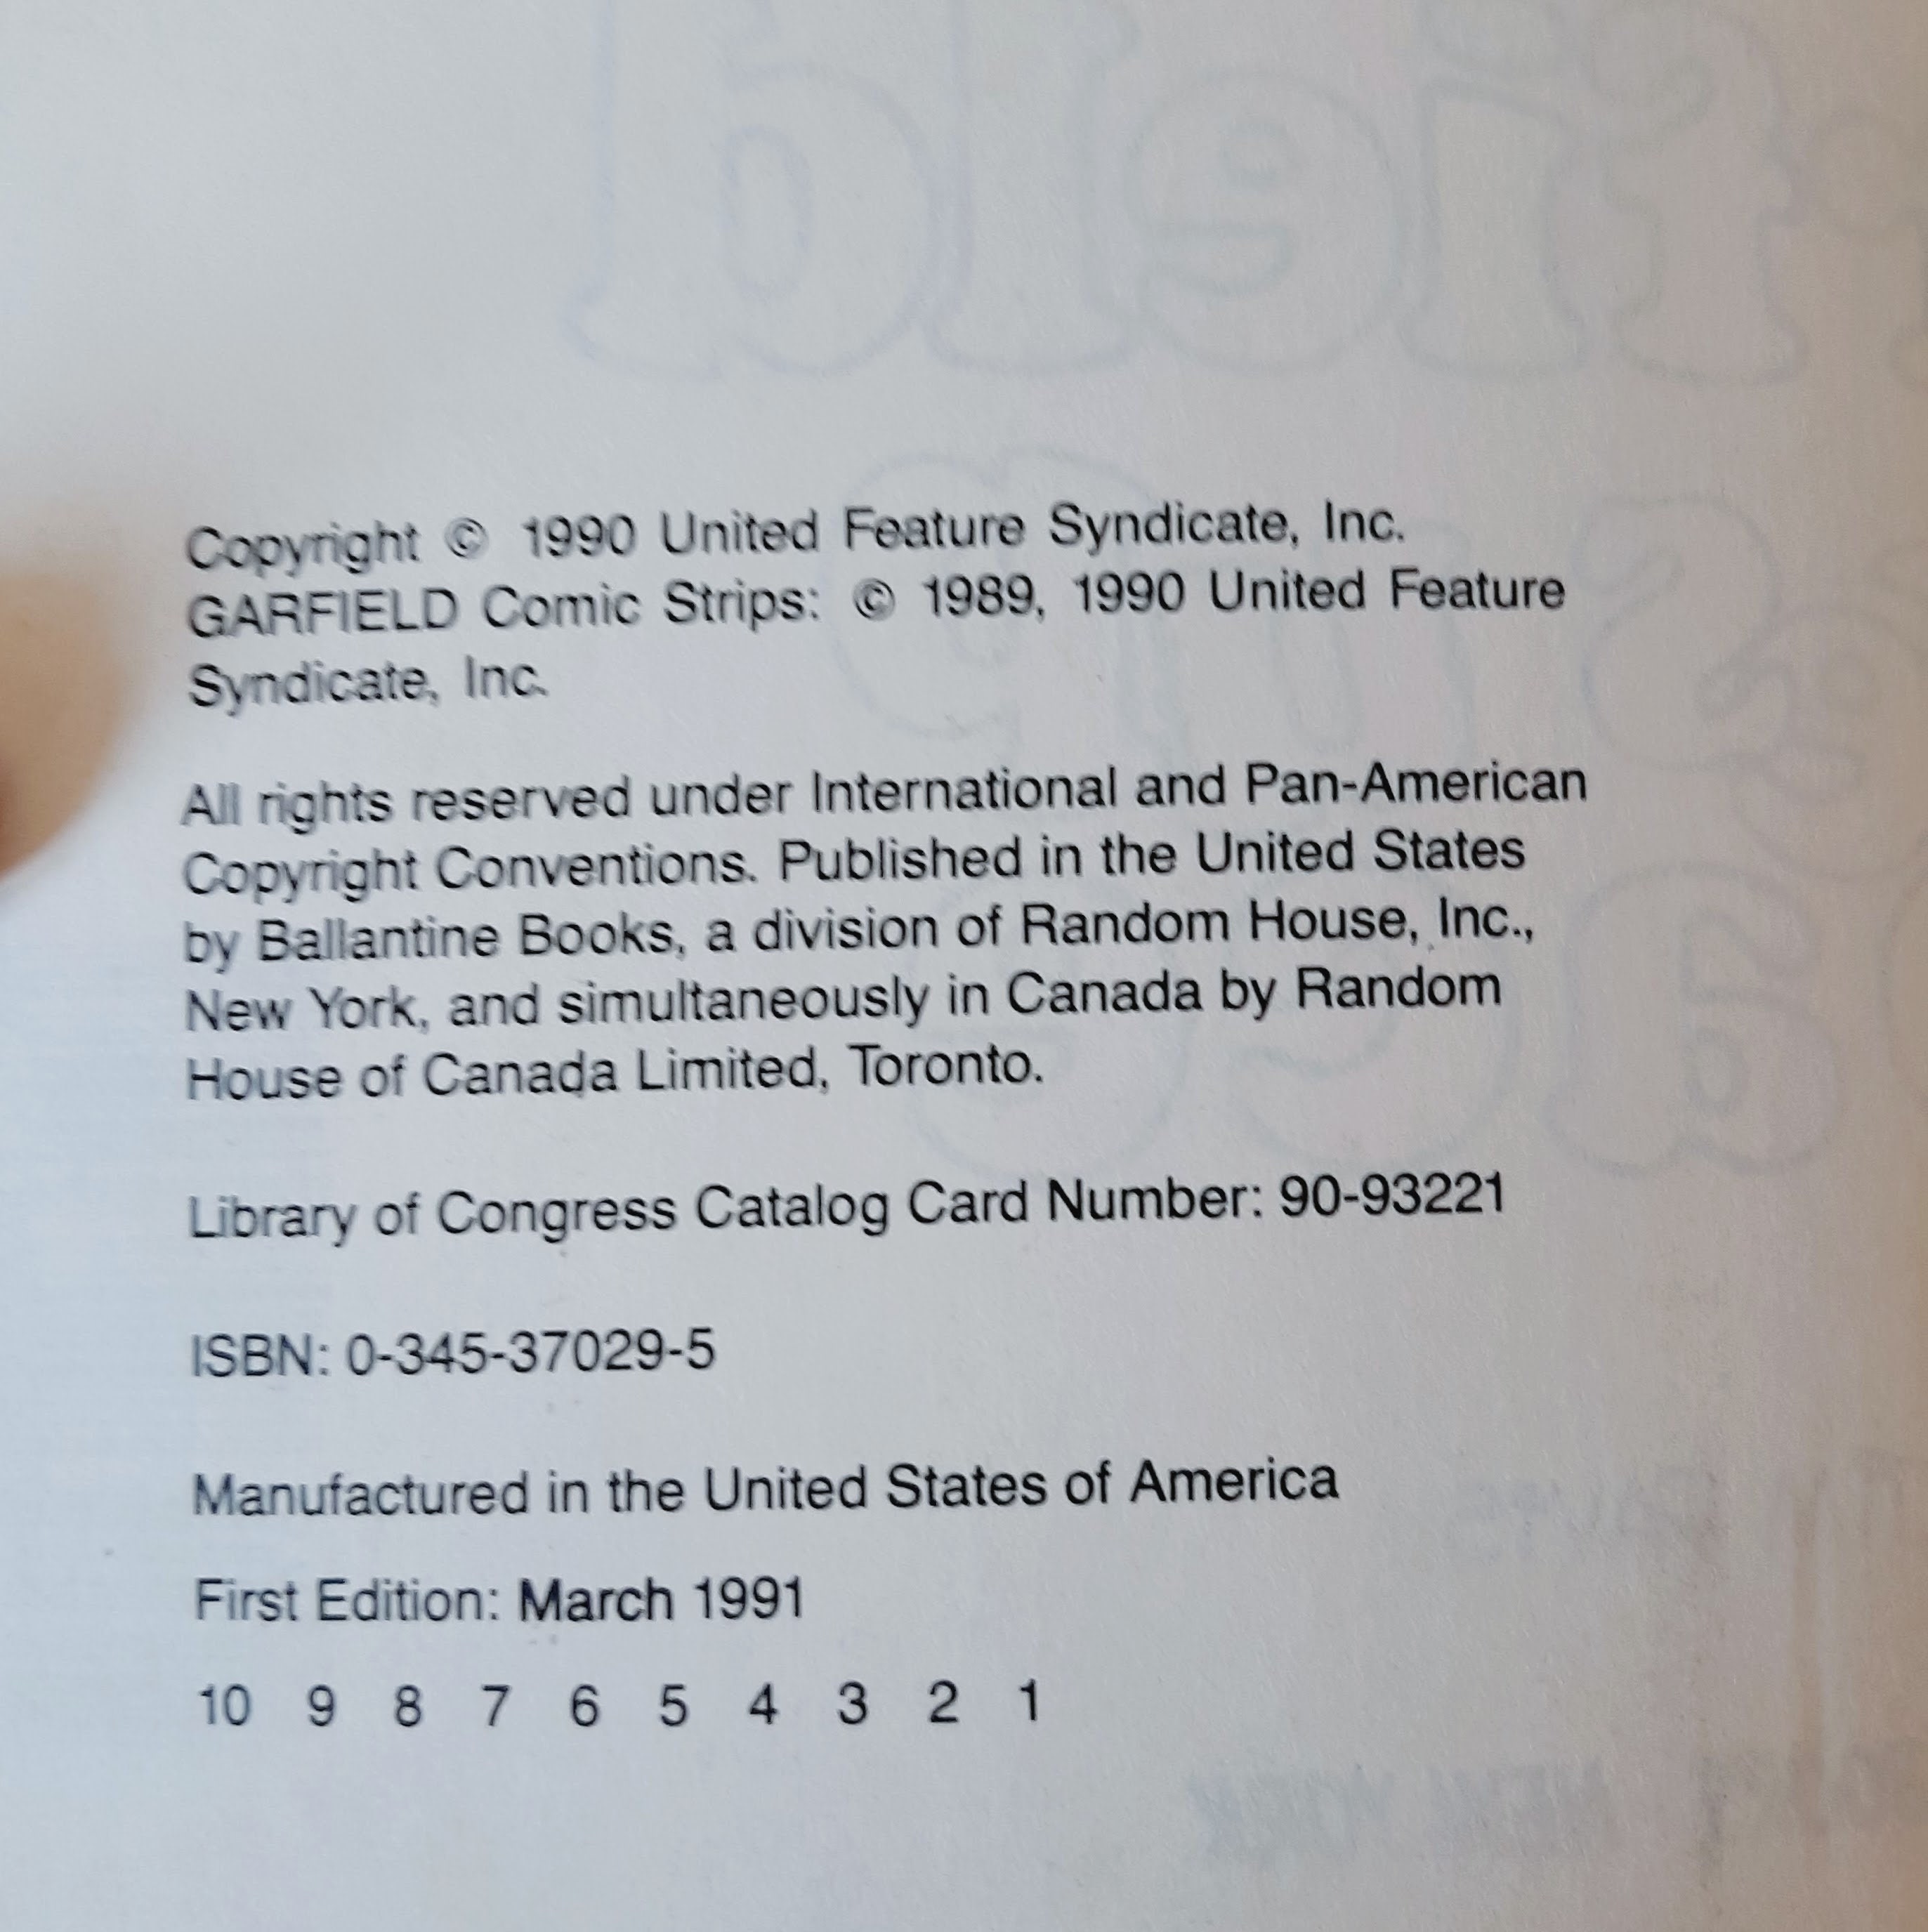 Copyright © 1990 United Feature Syndicate, Inc.
GARFIELD Comic Strips: © 1989, 1990 United Feature
Syndicate, Inc.
All rights reserved under International and Pan-American
Copyright Conventions. Published in the United States
by Ballantine Books, a division of Random House, Inc.,
New York, and simultaneously in Canada by Random
House of Canada Limited, Toronto.
Library of Congress Catalog Card Number: 90-93221
ISBN: 0-345-37029-5
Manufactured in the United States of America
First Edition: March 1991
10 9 8 7 6 5 4 3 2 1